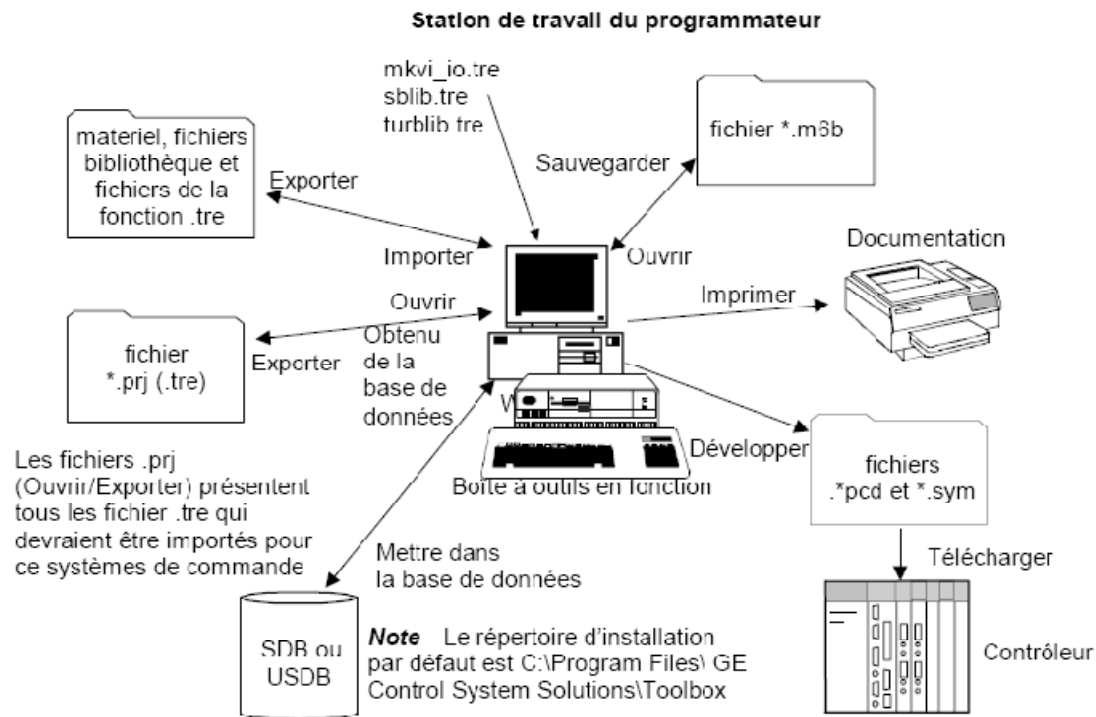 Station de travail du programmateur
mkvi_io.tre
sblib.tre
turblib.tre
materiel, fichiers
bibliothèque et
fichiers de la
fonction .tre
fichier *.m6b
Exporter
Sauvegarder
Importer
Ouvrir
Documentation
Imprimer
Ouvrir
Exporter
fichier
*.prj (.tre)
Obtenu
de la
base de
données
Développer
fichiers
.*pcd et *.sym
Boîte à outils en fonction
Les fichiers .prj
(Ouvrir/Exporter) présentent
tous les fichier .tre qui
devraient être importés pour
ce systèmes de commande
Mettre dans
la base de données
Télécharger
Contrôleur
SDB ou
USDB
Note Le répertoire d'installation
par défaut est C:\Program Files\ GE
Control System Solutions\Toolbox